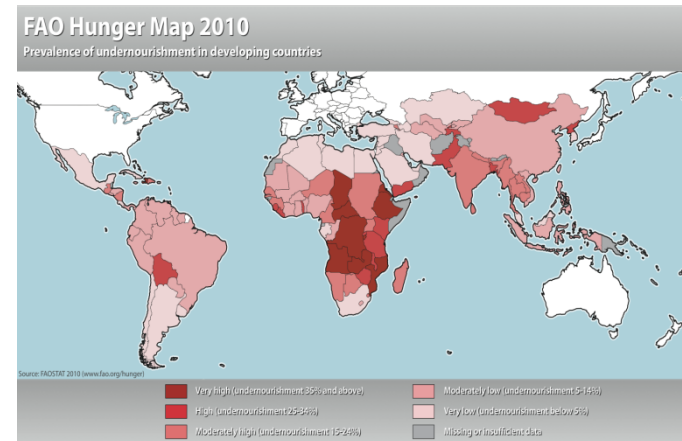 FAO Hunger Map 2010
Prevalence of undernourishment in developing countries
Source: FAOSTAT 2010 (www.fao.org/hunger)
Very high (undernourishment 35% and above)
High (undernourishment 25-34%)
Moderately high (undernourishment 15-24%)
Moderately low (undernourishment 5-14%)
Very low (undernourishment below 5%)
Missing or insufficient data